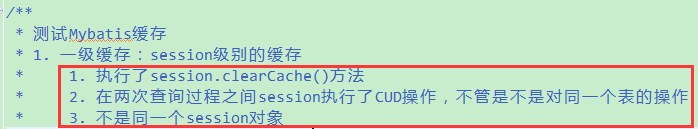 /**
* 测试Mybatis缓存
* 1. 一级缓存：session级别的缓存
* 1. 执行了session.clearCache()方法
* 2. 在两次查询过程之间session执行了CUD操作，不管是不是对同一个表的操作
* 3. 不是同一个session对象